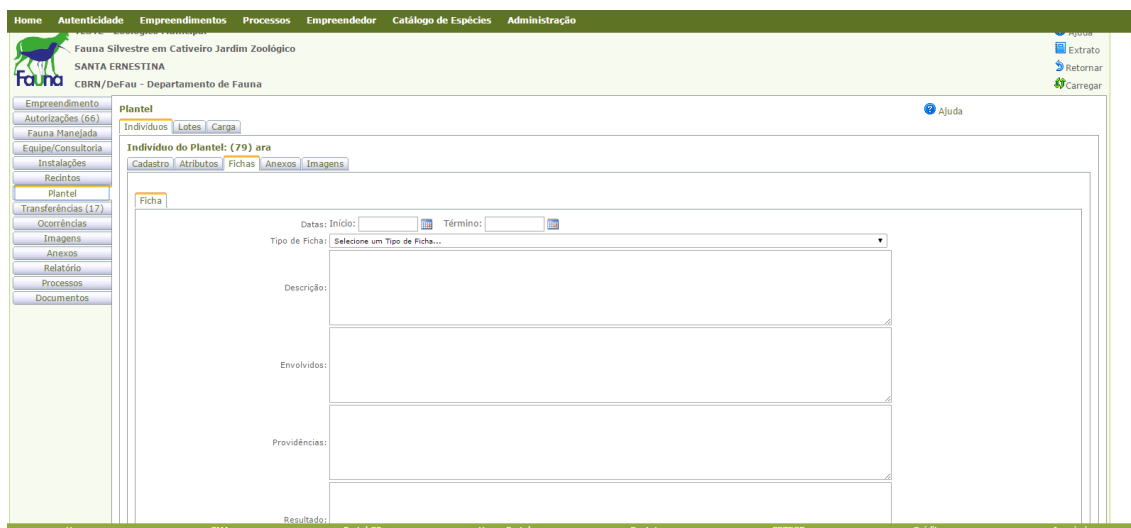 Home Autenticidade Empreendimentos Processos Empreendedor Catálogo de Espécies Administração
Ajuda
Fauna Silvestre em Cativeiro Jardim Zoológico
Extrato
SANTA ERNESTINA
Retornar
Fauna
CBRN/DeFau - Departamento de Fauna
Carregar
Empreendimento
Autorizações (66)
Fauna Manejada
Equipe/Consultoria
Instalações
Recintos
Plantel
Transferências (17)
Ocorrências
Imagens
Anexos
Relatório
Processos
Documentos
Plantel
Ajuda
Indivíduos Lotes Carga
Indivíduo do Plantel: (79) ara
Cadastro Atributos Fichas Anexos Imagens
Ficha
Datas: Início: Término:
Tipo de Ficha: Selecione um Tipo de Ficha...
Descrição:
Envolvidos:
Providências:
Resultado: